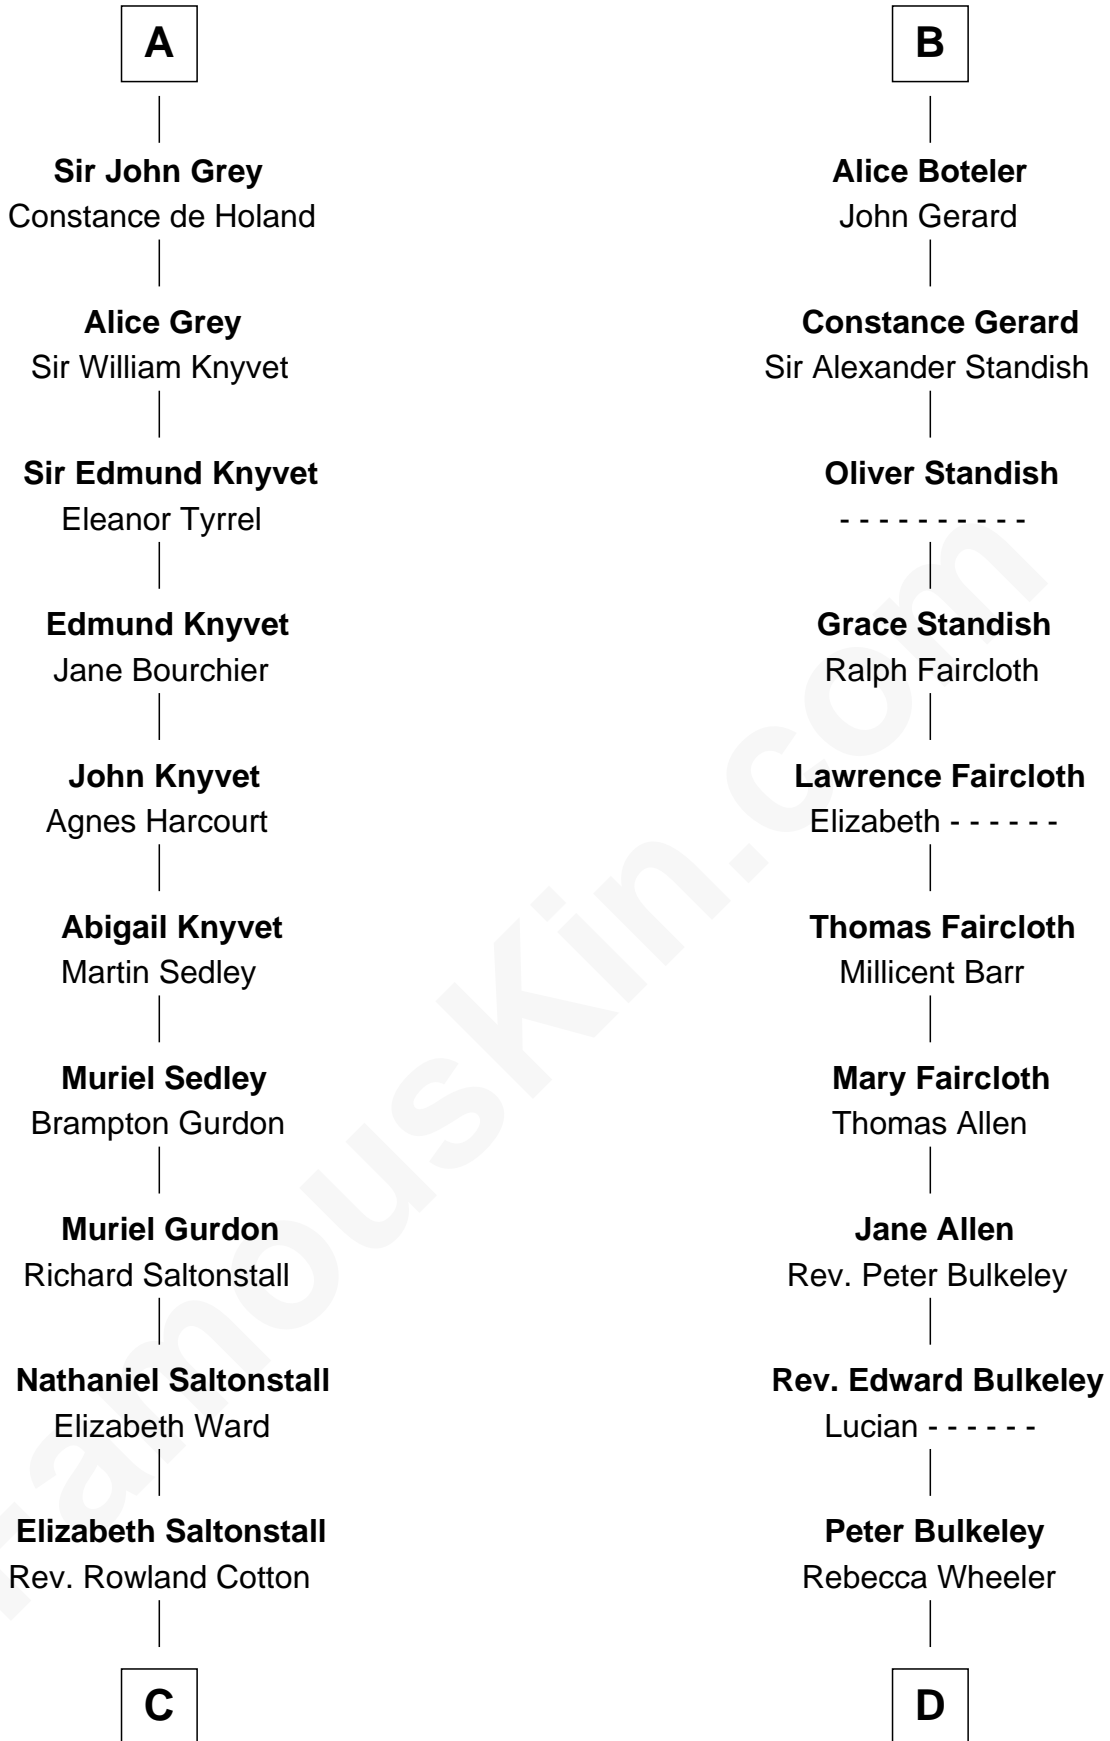 A
Sir John Grey
Constance de Holand
Alice Grey
Sir William Knyvet
Sir Edmund Knyvet
Eleanor Tyrrel
Edmund Knyvet
Jane Bourchier
John Knyvet
Agnes Harcourt
Abigail Knyvet
Martin Sedley
Muriel Sedley
Brampton Gurdon
Muriel Gurdon
Richard Saltonstall
Nathaniel Saltonstall
Elizabeth Ward
Elizabeth Saltonstall
Rev. Rowland Cotton
C
B
Alice Boteler
John Gerard
Constance Gerard
Sir Alexander Standish
Oliver Standish
- - - - - - - - - -
Grace Standish
Ralph Faircloth
Lawrence Faircloth
Elizabeth - - - - - -
Thomas Faircloth
Millicent Barr
Mary Faircloth
Thomas Allen
Jane Allen
Rev. Peter Bulkeley
Rev. Edward Bulkeley
Lucian - - - - - -
Peter Bulkeley
Rebecca Wheeler
D
FamousKin.com